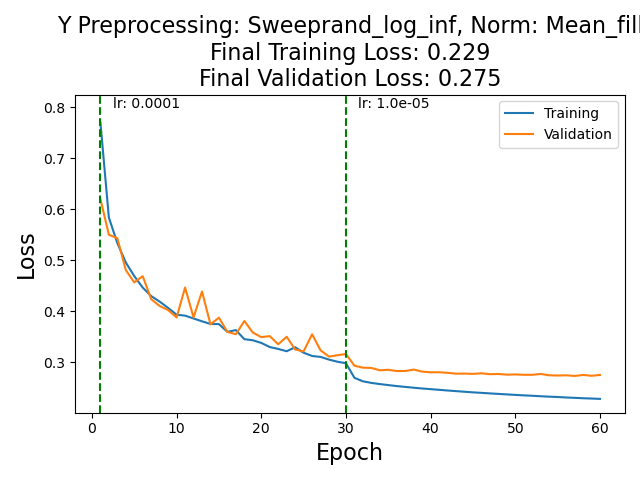 Y Preprocessing: Sweeprand_log_inf, Norm: Mean_fill
Final Training Loss: 0.229
Final Validation Loss: 0.275
lr: 0.0001
lr: 1.0e-05
Training
Validation
0.8
0.7
0.6
0.5
0.4
0.3
Loss
0
10
20
30
40
50
60
Epoch